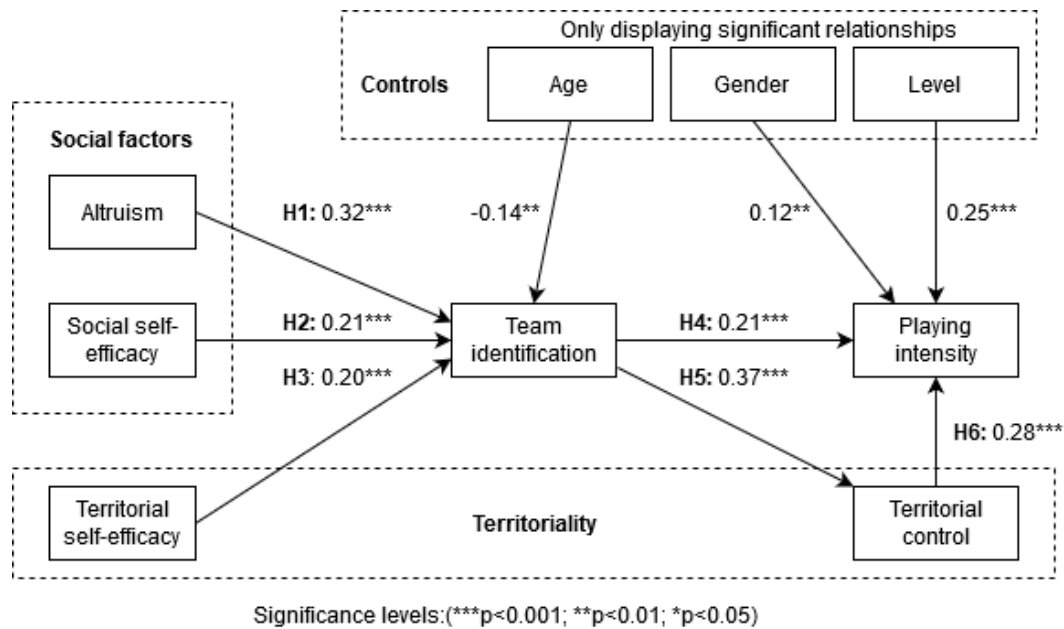 Only displaying significant relationships
Controls
Age
Gender
Level
Social factors
Altruism
H1: 0.32***
-0.14**
0.12**
0.25***
Social self-
efficacy
H2: 0.21***
Team
identification
H4: 0.21***
Playing
intensity
H3: 0.20***
H5: 0.37***
H6: 0.28***
Territorial
self-efficacy
Territoriality
Territorial
control
Significance levels:(***p<0.001; **p<0.01; *p<0.05)